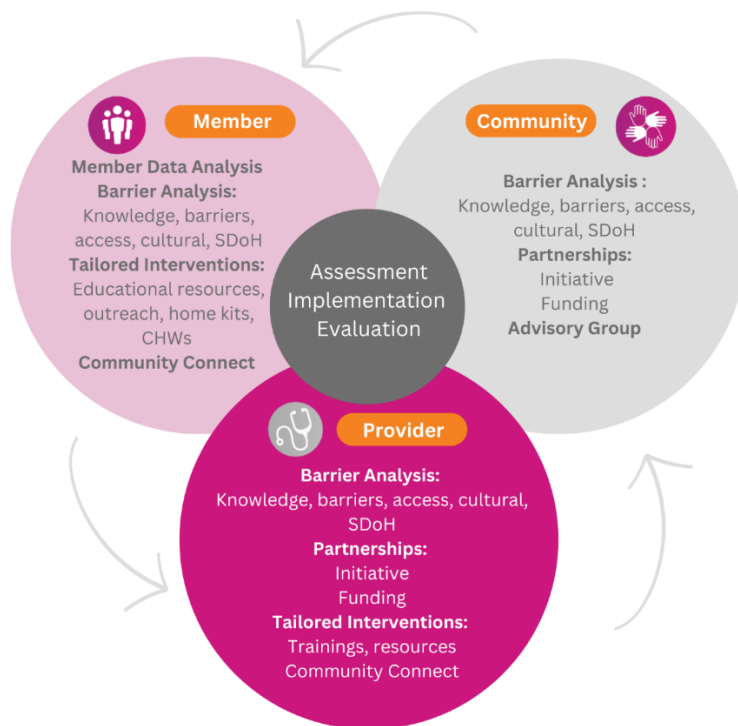 Member
Member Data Analysis
Barrier Analysis:
Knowledge, barriers,
access, cultural, SDoH
Tailored Interventions:
Educational resources,
outreach, home kits,
CHWs
Community Connect
Community
Barrier Analysis :
Knowledge, barriers, access,
cultural, SDoH
Partnerships:
Initiative
Funding
Advisory Group
Assessment
Implementation
Evaluation
Provider
Barrier Analysis:
Knowledge, barriers, access, cultural,
SDoH
Partnerships:
Initiative
Funding
Tailored Interventions:
Trainings, resources
Community Connect